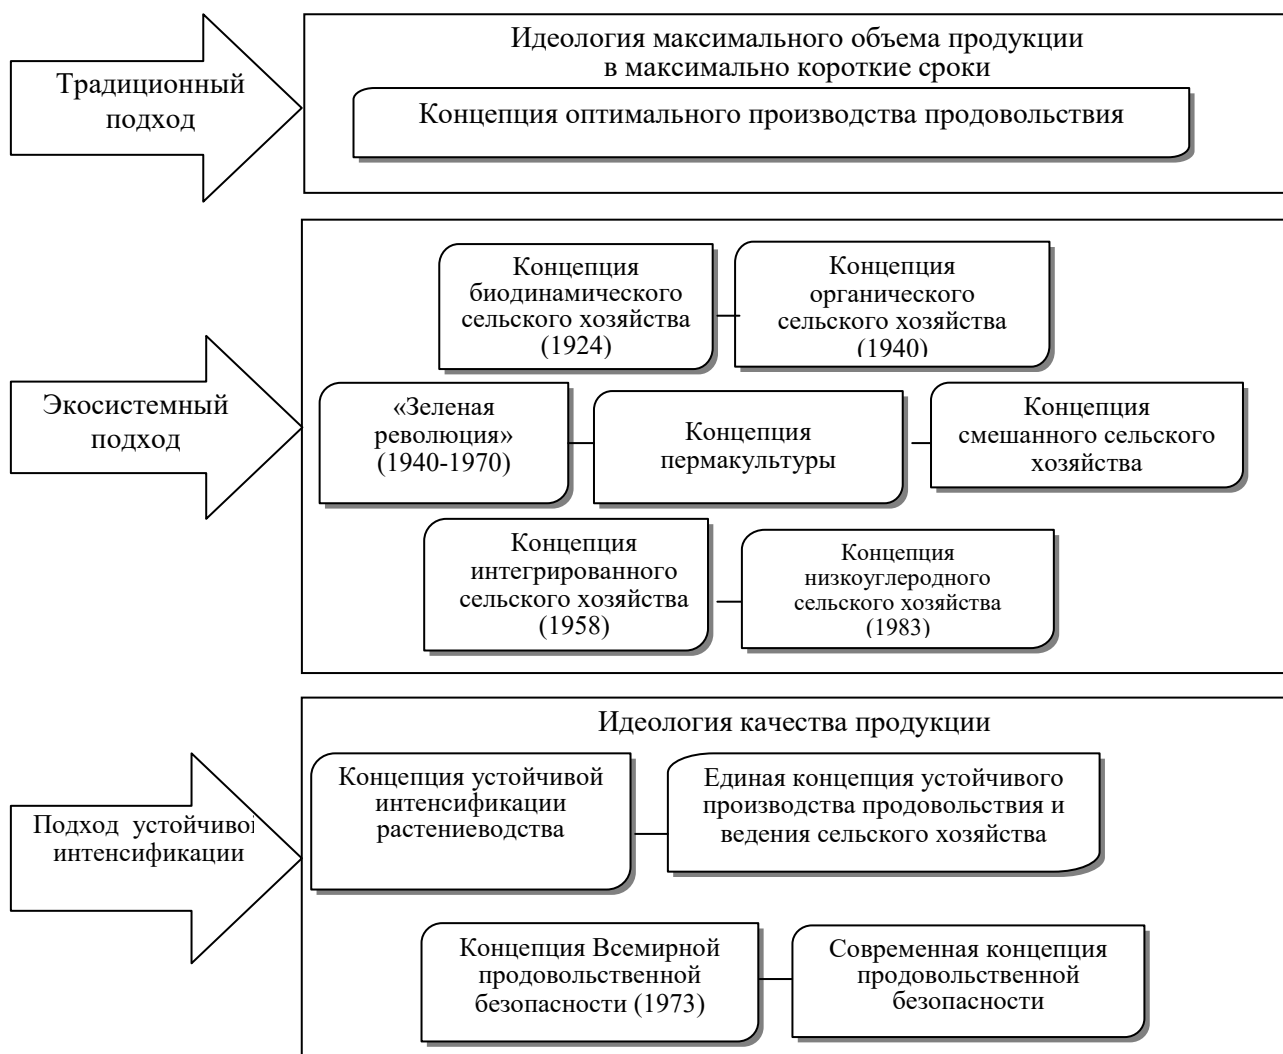 Традиционный
подход
Идеология максимального объема продукции
в максимально короткие сроки
Концепция оптимального производства продовольствия
Экосистемный
подход
Концепция
биодинамического
сельского хозяйства
(1924)
Концепция
органического
сельского хозяйства
(1940)
«Зеленая
революция»
(1940-1970)
Концепция
пермакультуры
Концепция
смешанного сельского
хозяйства
Концепция
интегрированного
сельского хозяйства
(1958)
Концепция
низкоуглеродного
сельского хозяйства
(1983)
Подход устойчивой
интенсификации
Идеология качества продукции
Концепция устойчивой
интенсификации
растениеводства
Единая концепция устойчивого
производства продовольствия и
ведения сельского хозяйства
Концепция Всемирной
продовольственной
безопасности (1973)
Современная концепция
продовольственной
безопасности